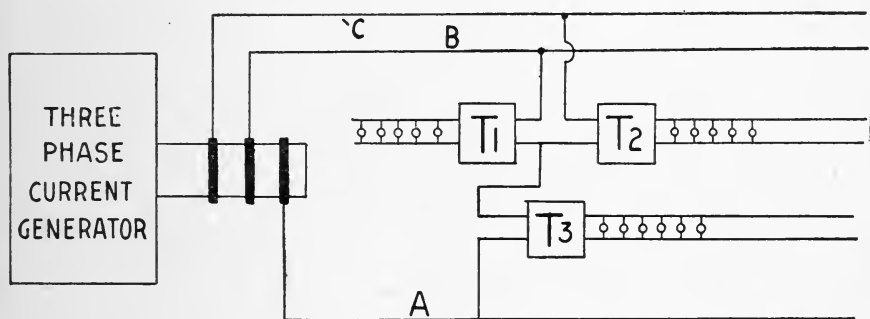 C
B
THREE
PHASE
CURRENT
GENERATOR
T1
T2
T3
A